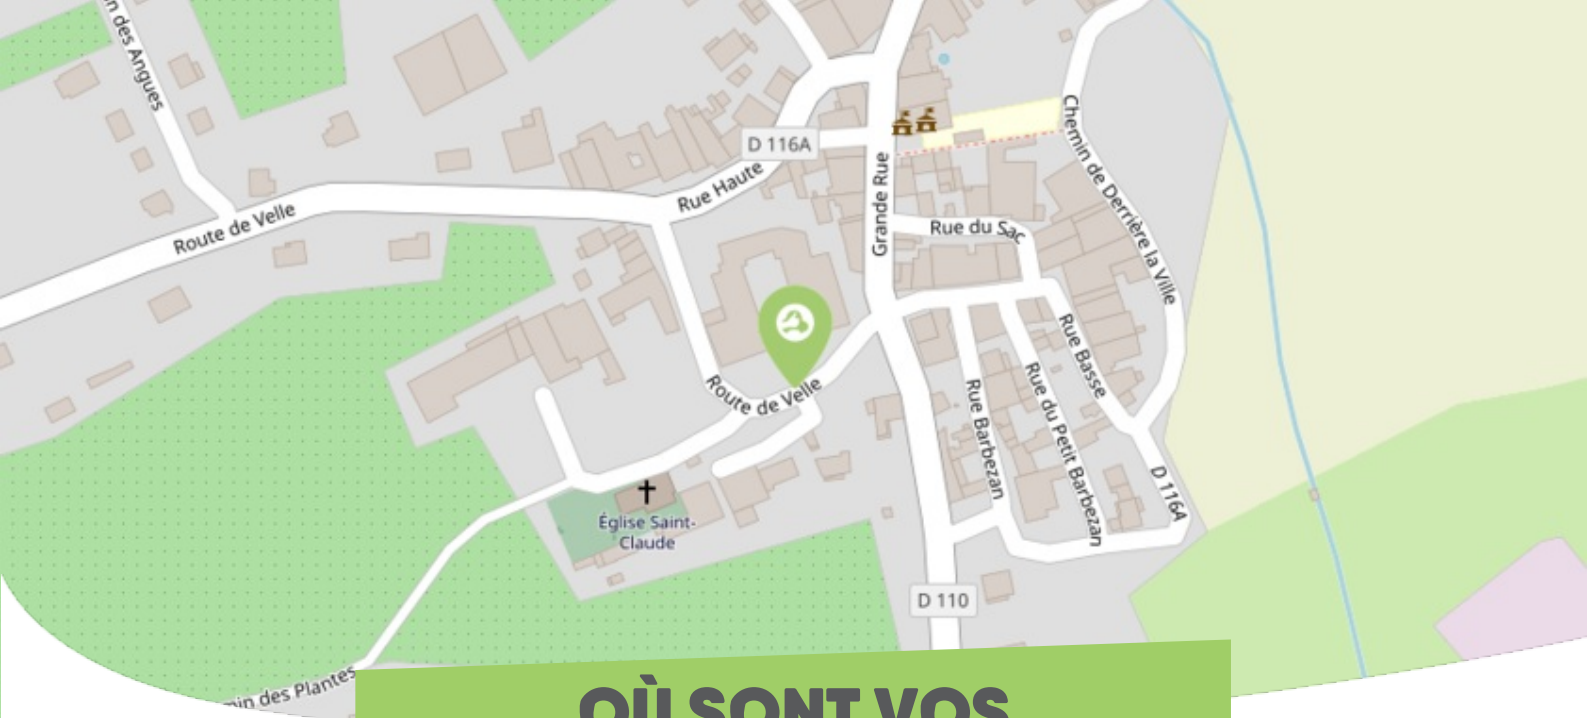 n des Angues
Chemin de Derrière la Ville
D 116A
Rue Haute
Grande Rue
Route de Velle
Rue du Sac
Rue Basse
Route de Velle
Rue Barbezan
Rue du Petit Barbezan
D 116A
Église Saint-
Claude
D 110
in des Plantes
OÙ SONT VOS